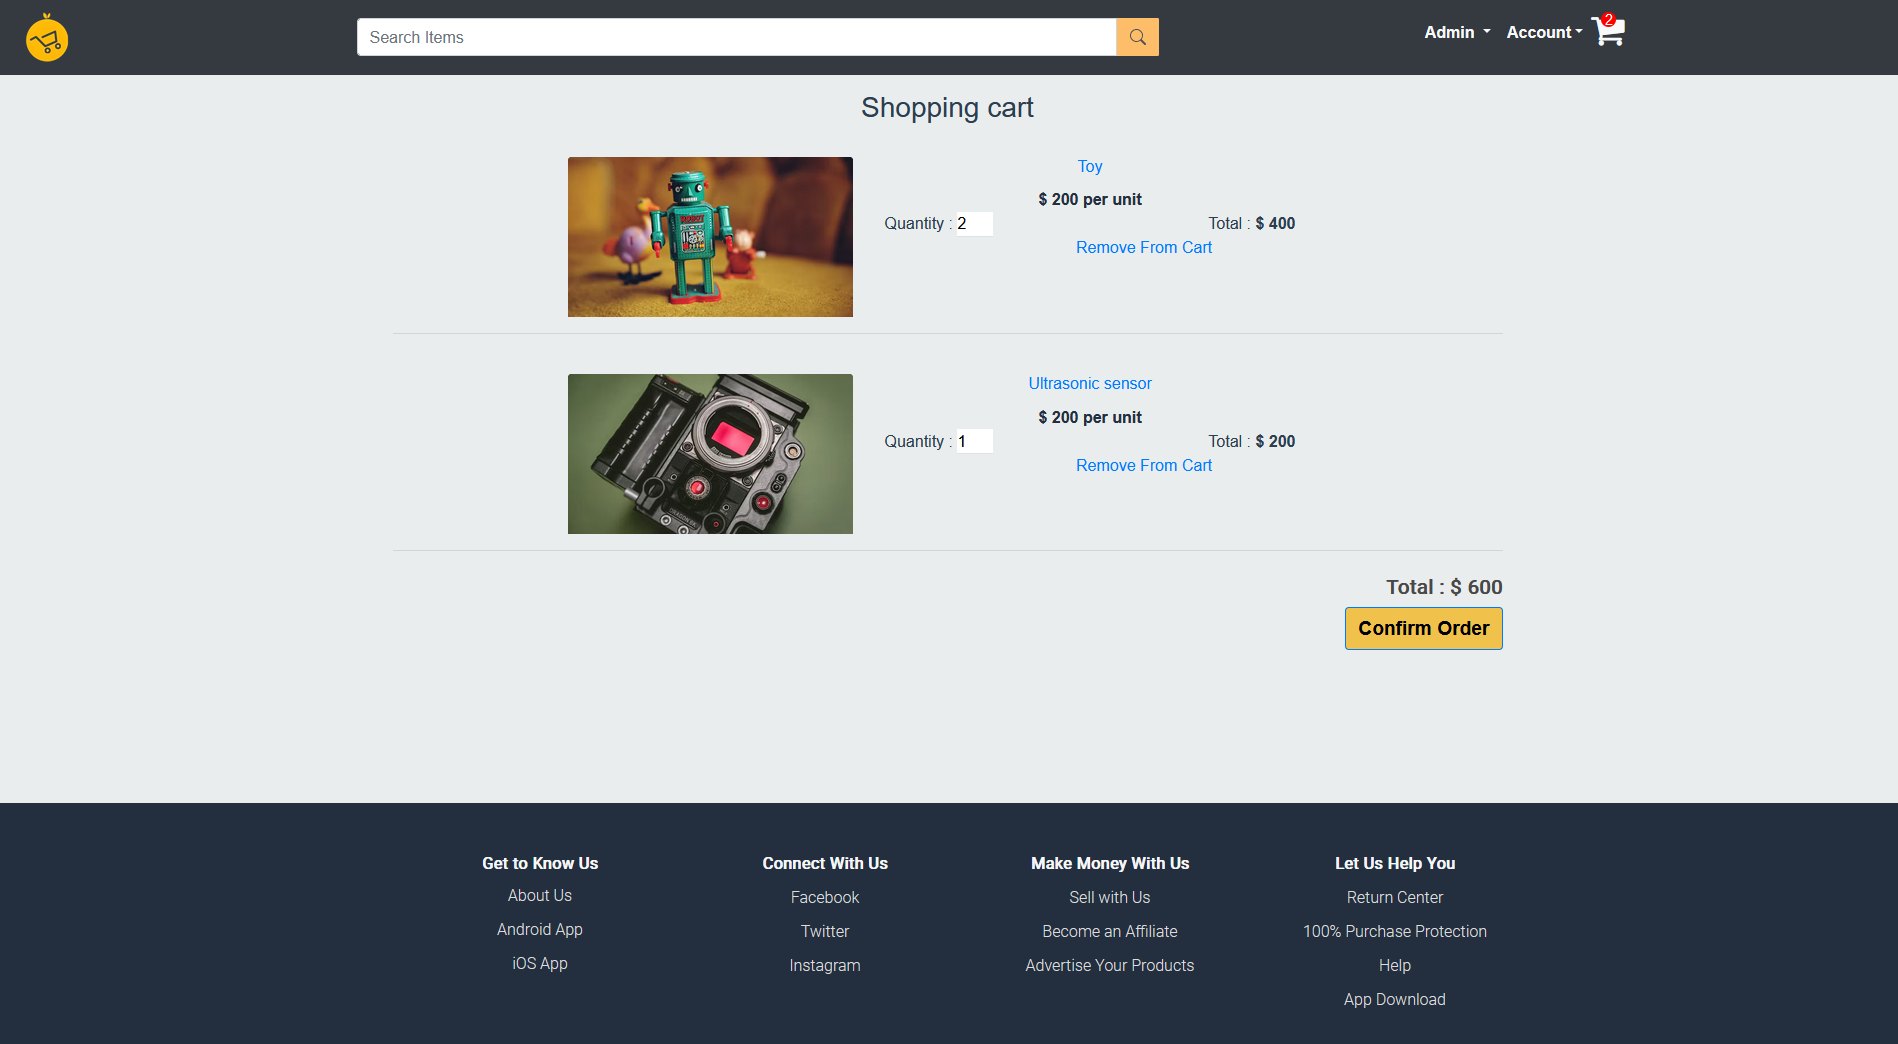 Search Items
Admin
Account
2
Shopping cart
ROBOT
Toy
$ 200 per unit
Quantity : 2
Total : $ 400
Remove From Cart
Ultrasonic sensor
$ 200 per unit
Quantity : 1
Total : $ 200
Remove From Cart
Total : $ 600
Confirm Order
Get to Know Us
About Us
Android App
iOS App
Connect With Us
Facebook
Twitter
Instagram
Make Money With Us
Sell with Us
Become an Affiliate
Advertise Your Products
Let Us Help You
Return Center
100% Purchase Protection
Help
App Download